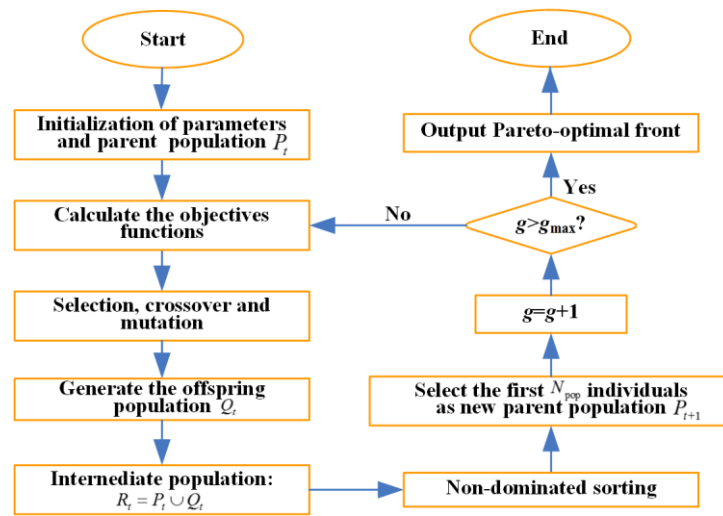 Start
Initialization of parameters
and parent population P_t
Calculate the objectives
functions
Selection, crossover and
mutation
Generate the offspring
population Q_t
Internediate population:
R_t = P_t ∪ Q_t
Non-dominated sorting
Select the first N_pop individuals
as new parent population P_{t+1}
g=g+1
g>g_max?
No
Yes
Output Pareto-optimal front
End